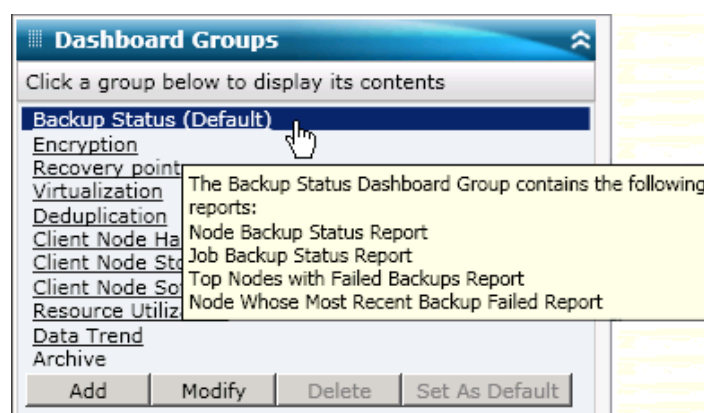 Dashboard Groups
Click a group below to display its contents
Backup Status (Default)
Encryption
Recovery point
Virtualization
Deduplication
Client Node Ha
Client Node Sto
Client Node So
Resource Utiliz
Data Trend
Archive
The Backup Status Dashboard Group contains the following
reports:
Node Backup Status Report
Job Backup Status Report
Top Nodes with Failed Backups Report
Node Whose Most Recent Backup Failed Report
Add Modify Delete Set As Default